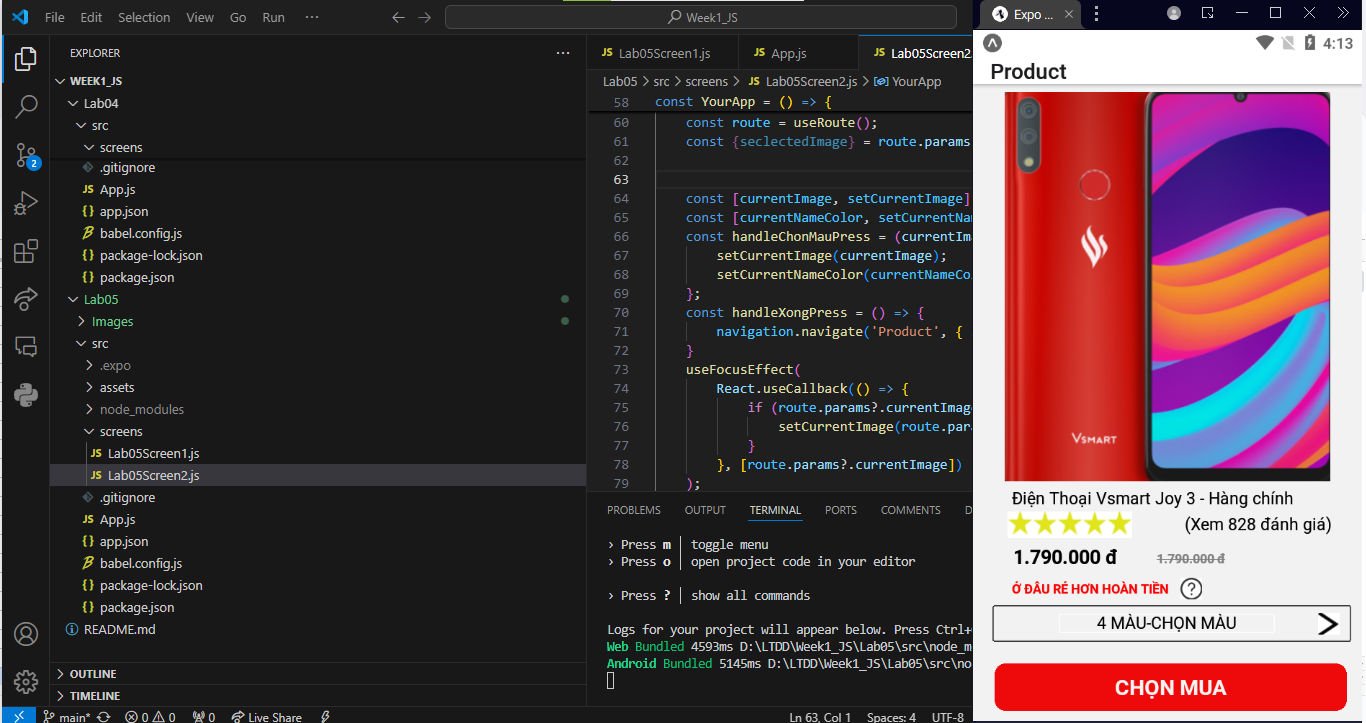 File Edit Selection View Go Run ··· Week1_JS
EXPLORER ···
WEEK1_JS
Lab04
src
screens
.gitignore
JS App.js
{} app.json
babel.config.js
{} package-lock.json
{} package.json
Lab05
Images
src
.expo
assets
node_modules
screens
JS Lab05Screen1.js
JS Lab05Screen2.js
.gitignore
JS App.js
{} app.json
babel.config.js
{} package-lock.json
{} package.json
README.md
OUTLINE
TIMELINE
2
JS Lab05Screen1.js JS App.js JS Lab05Screen2
Lab05 > src > screens > JS Lab05Screen2.js > YourApp
58 const YourApp = () => {
60 const route = useRoute();
61 const {seclectedImage} = route.params
62
63
64 const [currentImage, setCurrentImage]
65 const [currentNameColor, setCurrentNam
66 const handleChonMauPress = (currentIm
67 setCurrentImage(currentImage);
68 setCurrentNameColor(currentNameCo
69 };
70 const handleXongPress = () => {
71 navigation.navigate('Product', {
72 }
73 useFocusEffect(
74 React.useCallback(() => {
75 if (route.params?.currentImage
76 setCurrentImage(route.par
77 }
78 }, [route.params?.currentImage])
79 );
PROBLEMS OUTPUT TERMINAL PORTS COMMENTS D
› Press m │ toggle menu
› Press o │ open project code in your editor
› Press ? │ show all commands
Logs for your project will appear below. Press Ctrl+
Web Bundled 4593ms D:\LTDD\Week1_JS\Lab05\src\node_m
Android Bundled 5145ms D:\LTDD\Week1_JS\Lab05\src\no
main* 0 0 0 Live Share Ln 63, Col 1 Spaces: 4 UTF-8
Expo ...
4:13
Product
VSMART
Điện Thoại Vsmart Joy 3 - Hàng chính
(Xem 828 đánh giá)
1.790.000 đ 1.790.000 đ
Ở ĐÂU RẺ HƠN HOÀN TIỀN ?
4 MÀU-CHỌN MÀU
CHỌN MUA